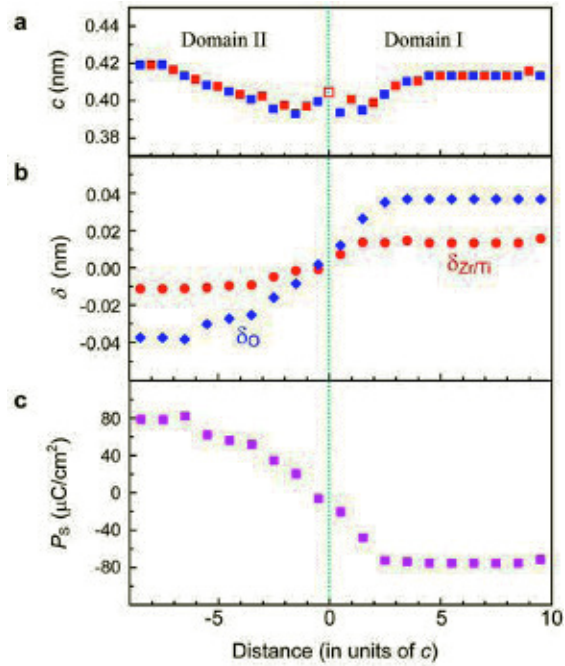 a
0.44
Domain II
Domain I
0.42
c (nm)
0.40
0.38
b
0.04
0.02
δ (nm)
0.00
δZr/Ti
-0.02
δO
-0.04
c
80
40
PS (μC/cm²)
0
-40
-80
-5
0
5
10
Distance (in units of c)